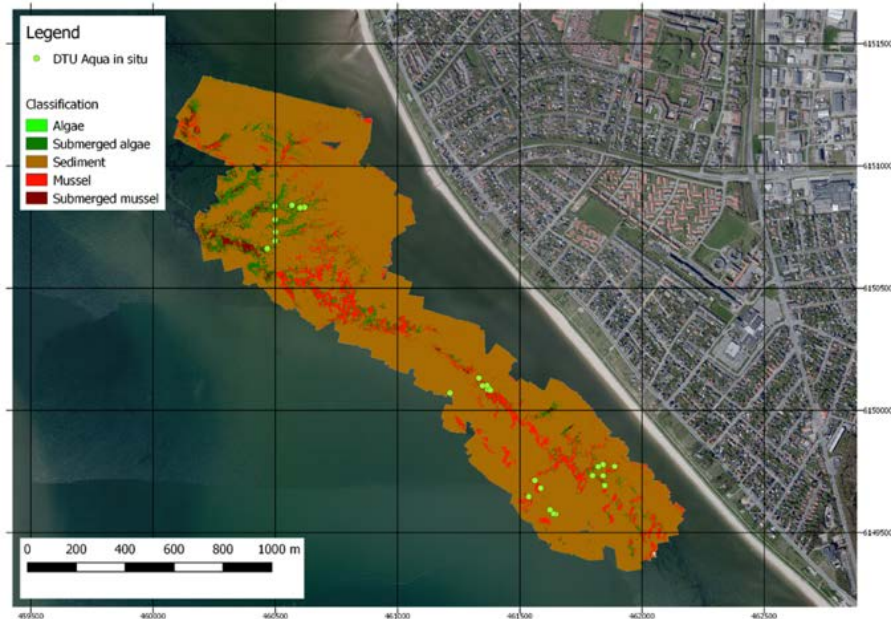 Legend
DTU Aqua in situ
Classification
Algae
Submerged algae
Sediment
Mussel
Submerged mussel
0 200 400 600 800 1000 m
6151500
6151000
6150500
6150000
6149500
459500 460000 460500 461000 461500 462000 462500